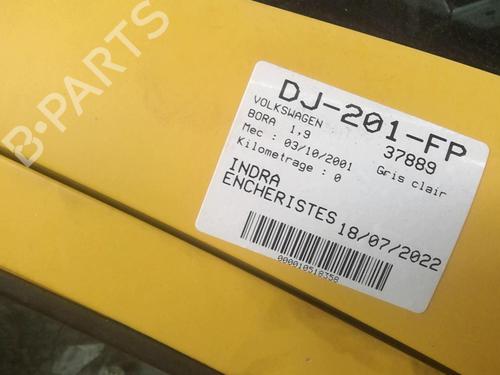 B-PARTS
DJ-201-FP
VOLKSWAGEN
BORA 1,9 37889
Mec : 03/10/2001 Gris clair
Kilometrage : 0
INDRA
ENCHERISTES 18/07/2022
000010518358